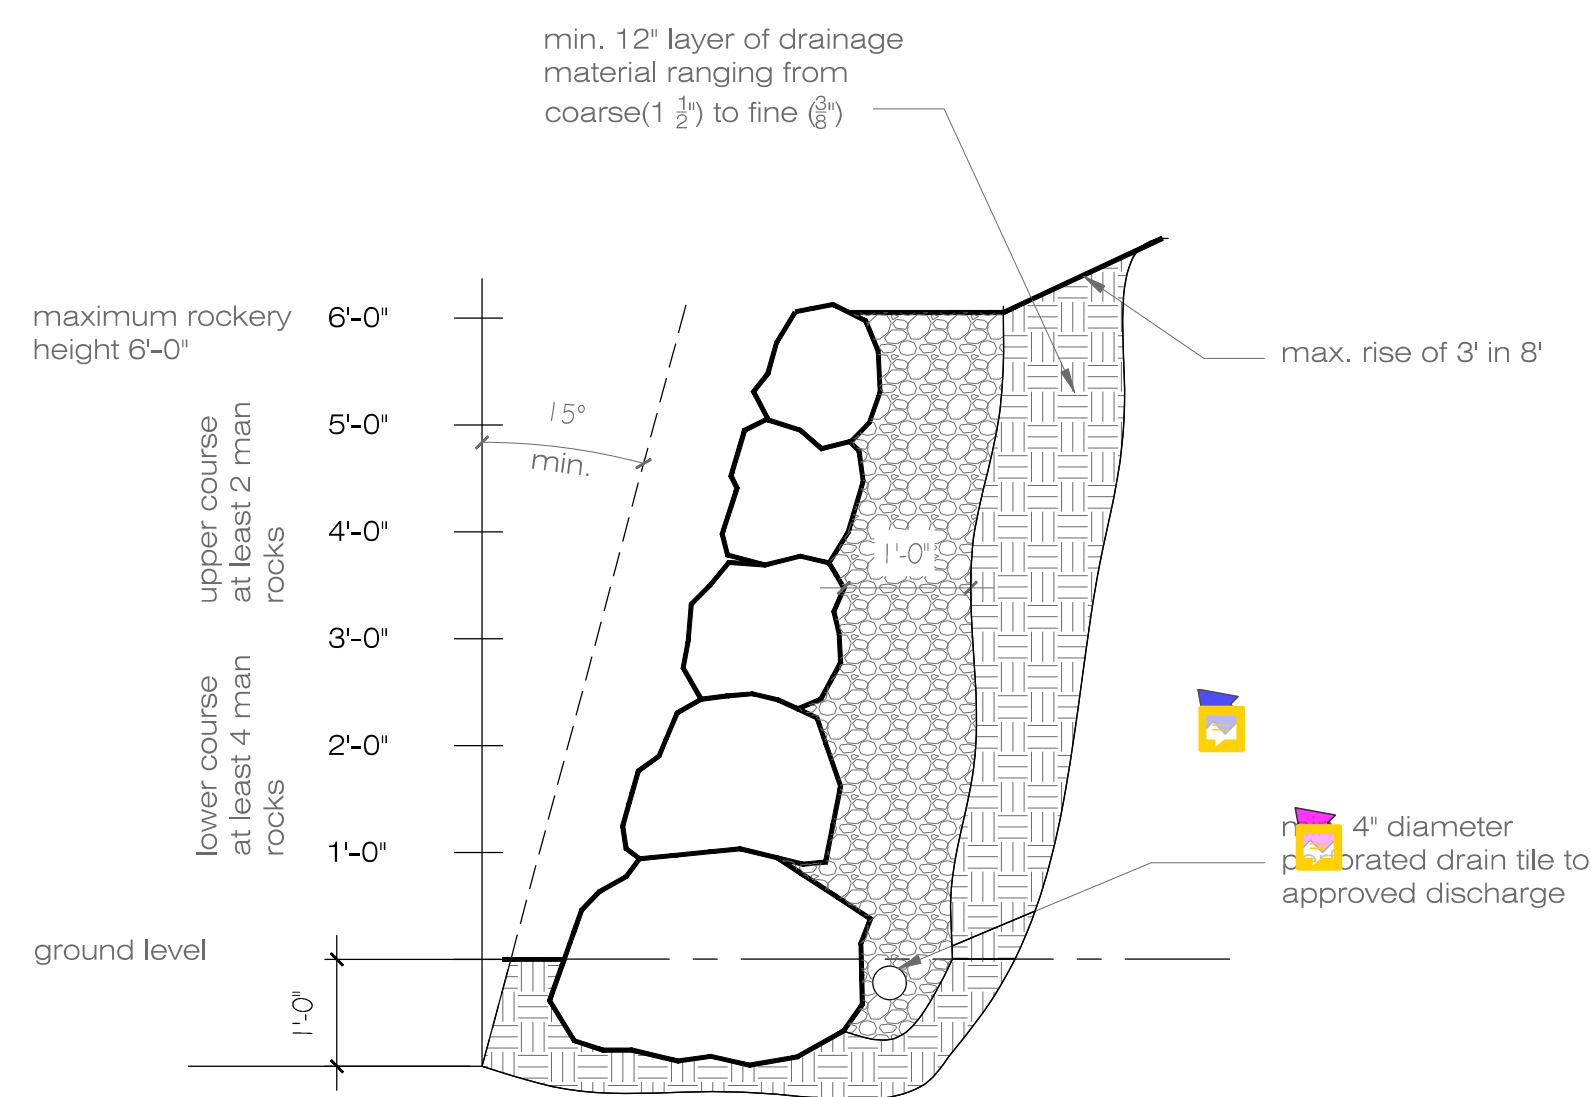 min. 12" layer of drainage
material ranging from
coarse(1 1/2") to fine (3/8")
maximum rockery
height 6'-0"
6'-0"
5'-0"
4'-0"
3'-0"
2'-0"
1'-0"
upper course
at least 2 man
rocks
lower course
at least 4 man
rocks
15°
min.
1'-0"
max. rise of 3' in 8'
4" diameter
drain tile to
approved discharge
ground level
1'-0"